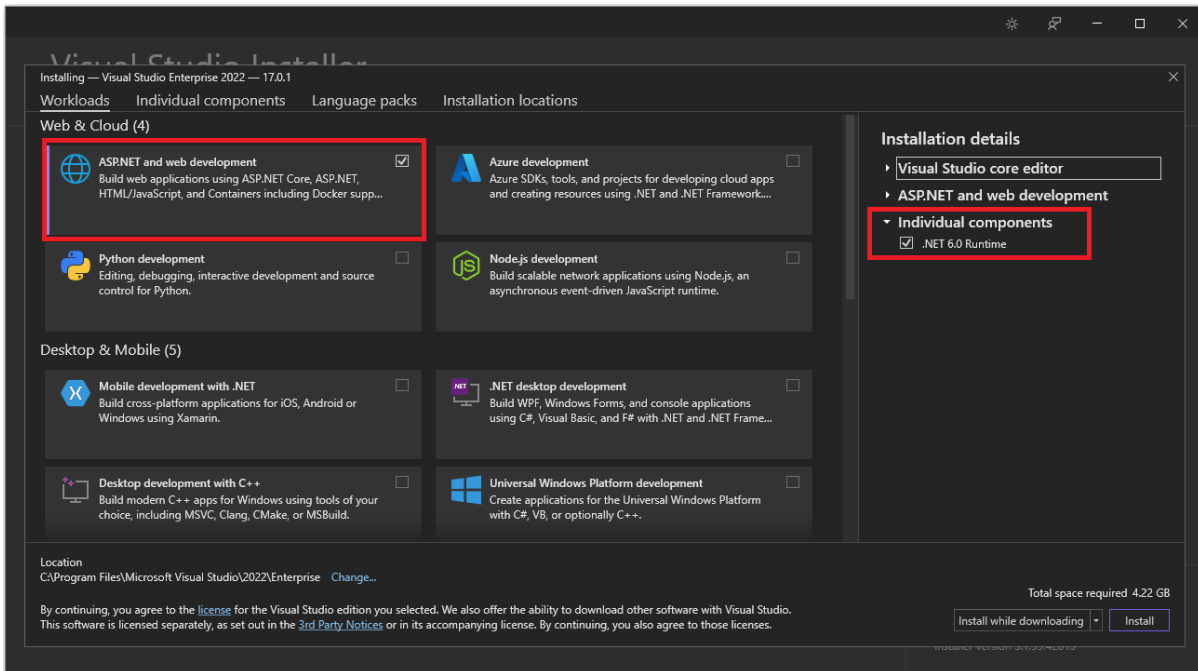 Visual Studio Installer
Installing — Visual Studio Enterprise 2022 — 17.0.1
Workloads Individual components Language packs Installation locations
Web & Cloud (4)
ASP.NET and web development
Build web applications using ASP.NET Core, ASP.NET,
HTML/JavaScript, and Containers including Docker supp...
Azure development
Azure SDKs, tools, and projects for developing cloud apps
and creating resources using .NET and .NET Framework....
Python development
Editing, debugging, interactive development and source
control for Python.
Node.js development
Build scalable network applications using Node.js, an
asynchronous event-driven JavaScript runtime.
Desktop & Mobile (5)
Mobile development with .NET
Build cross-platform applications for iOS, Android or
Windows using Xamarin.
.NET
.NET desktop development
Build WPF, Windows Forms, and console applications
using C#, Visual Basic, and F# with .NET and .NET Frame...
Desktop development with C++
Build modern C++ apps for Windows using tools of your
choice, including MSVC, Clang, CMake, or MSBuild.
Universal Windows Platform development
Create applications for the Universal Windows Platform
with C#, VB, or optionally C++.
Installation details
Visual Studio core editor
ASP.NET and web development
Individual components
.NET 6.0 Runtime
Location
C:\Program Files\Microsoft Visual Studio\2022\Enterprise Change...
By continuing, you agree to the license for the Visual Studio edition you selected. We also offer the ability to download other software with Visual Studio.
This software is licensed separately, as set out in the 3rd Party Notices or in its accompanying license. By continuing, you also agree to those licenses.
Total space required 4.22 GB
Install while downloading Install
Installer version